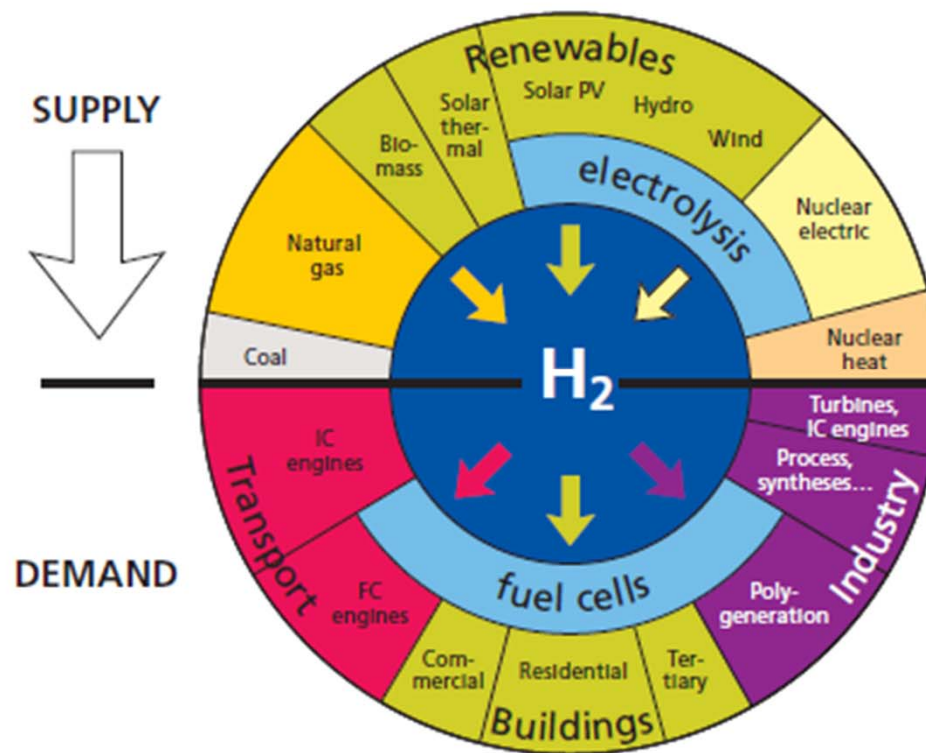 SUPPLY
Renewables
Solar PV
Hydro
Wind
Solar
ther-
mal
Bio-
mass
electrolysis
Natural
gas
Nuclear
electric
Coal
Nuclear
heat
H₂
DEMAND
Transport
IC
engines
FC
engines
fuel cells
Com-
mercial
Residential
Ter-
tiary
Buildings
Turbines,
IC engines
Process,
syntheses...
Poly-
generation
Industry